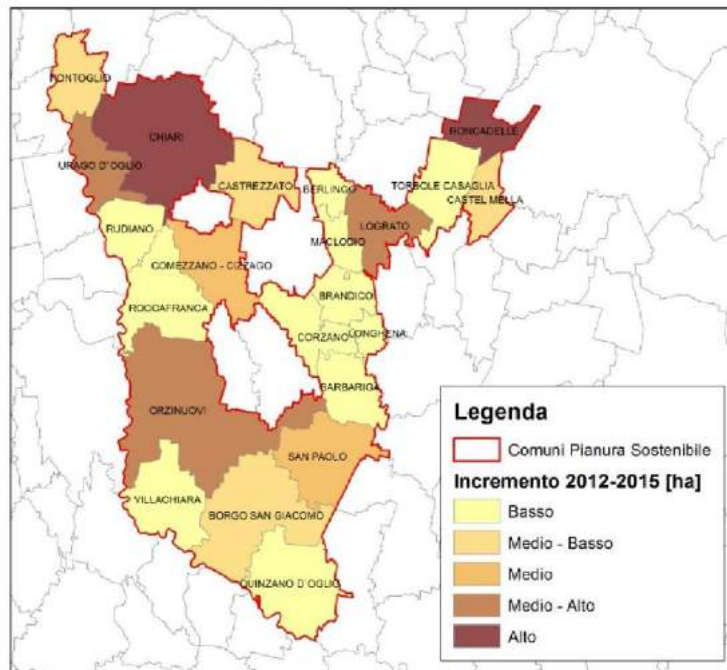 PONTOGLIO
CHIARI
RONCADELLE
URAGO D'OGLIO
CASTREZZATO
BERLINGO
TORBOLE CASAGLIA
CASTEL MELLA
RUDIANO
MACLODIO
LOGRATO
COMEZZANO - CIZZAGO
BRANDICO
ROCCAFRANCA
CORZANO
LONGHENA
BARBARIGA
ORZINUOVI
SAN PAOLO
VILLACHIARA
BORGO SAN GIACOMO
QUINZANO D'OGLIO
Legenda
Comuni Pianura Sostenibile
Incremento 2012-2015 [ha]
Basso
Medio - Basso
Medio
Medio - Alto
Alto